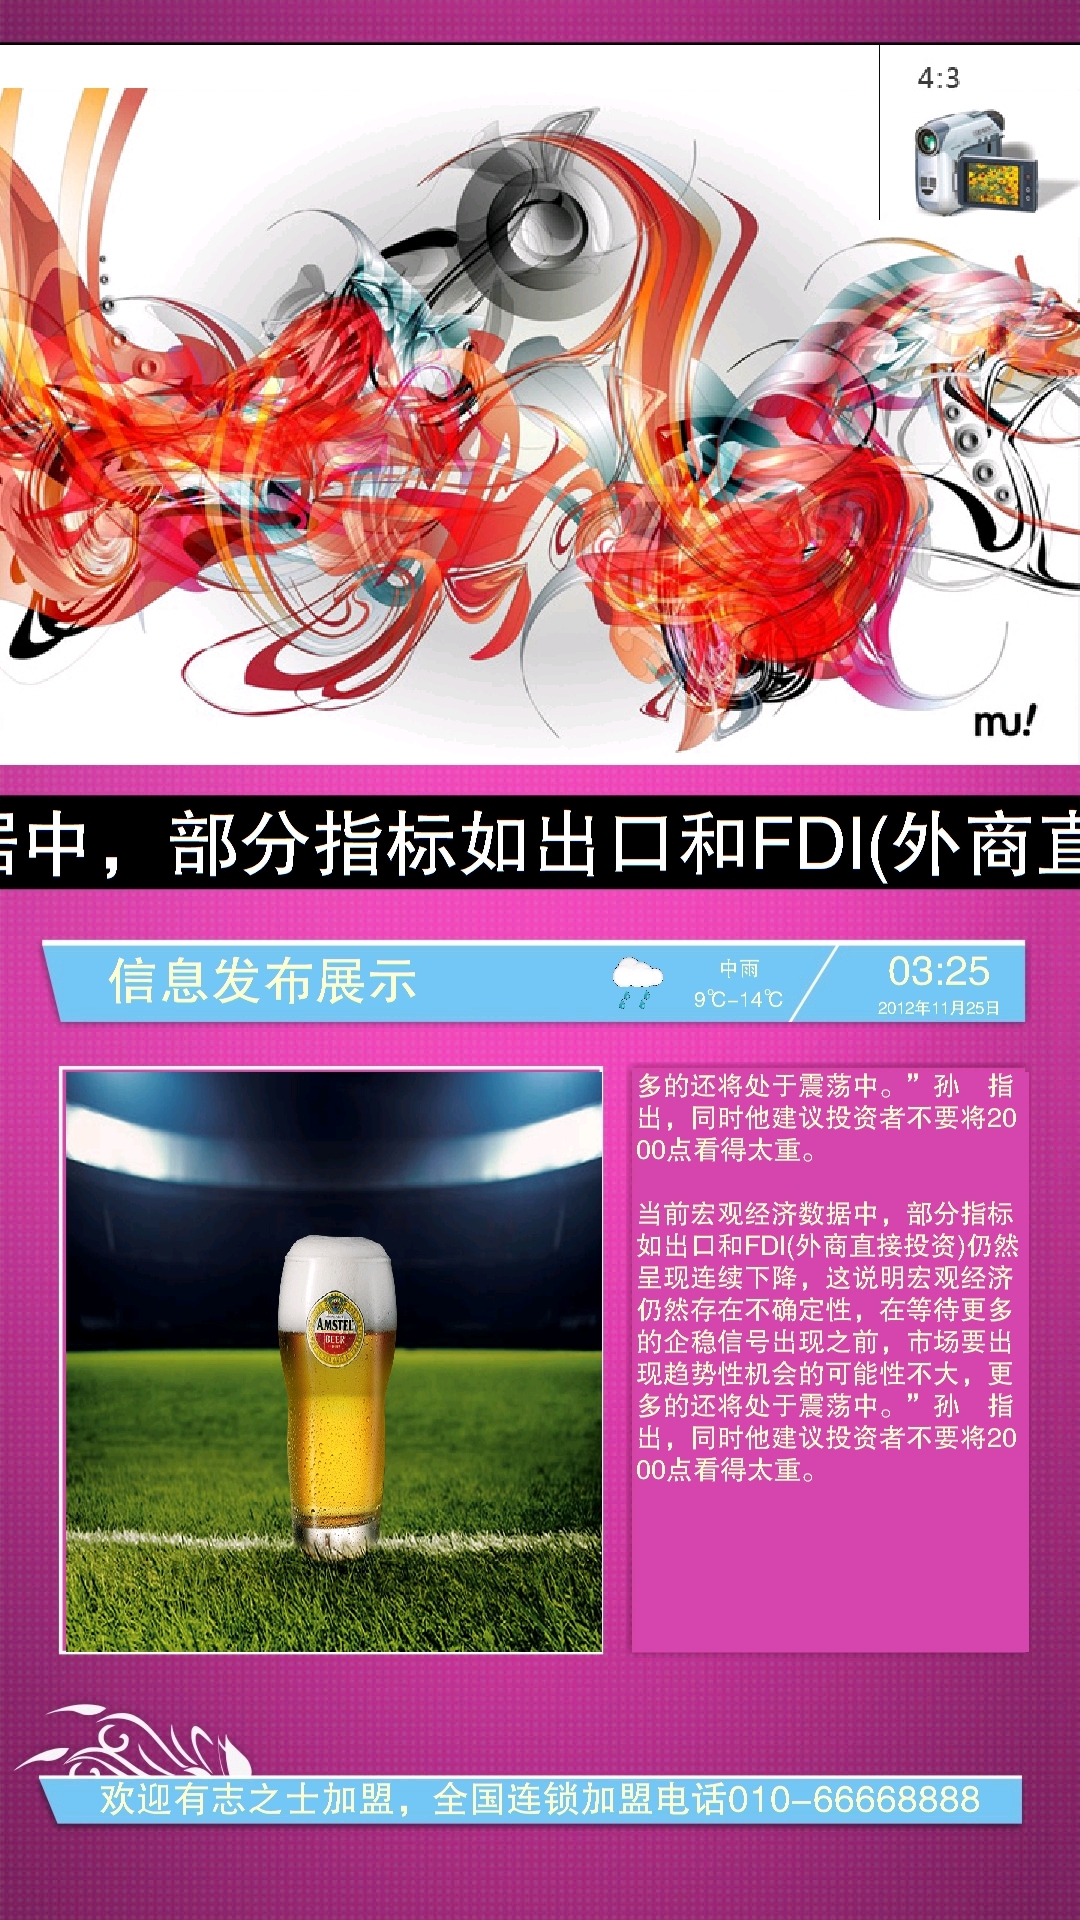 4:3
mu!
据中，部分指标如出口和FDI(外商直
信息发布展示
中雨
9℃-14℃
03:25
2012年11月25日
多的还将处于震荡中。”孙　指
出，同时他建议投资者不要将20
00点看得太重。
当前宏观经济数据中，部分指标
如出口和FDI(外商直接投资)仍然
呈现连续下降，这说明宏观经济
仍然存在不确定性，在等待更多
的企稳信号出现之前，市场要出
现趋势性机会的可能性不大，更
多的还将处于震荡中。”孙　指
出，同时他建议投资者不要将20
00点看得太重。
AMSTEL
BEER
欢迎有志之士加盟，全国连锁加盟电话010-66668888